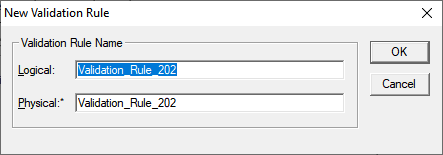 New Validation Rule
Validation Rule Name
Logical: Validation_Rule_202
OK
Physical:* Validation_Rule_202
Cancel